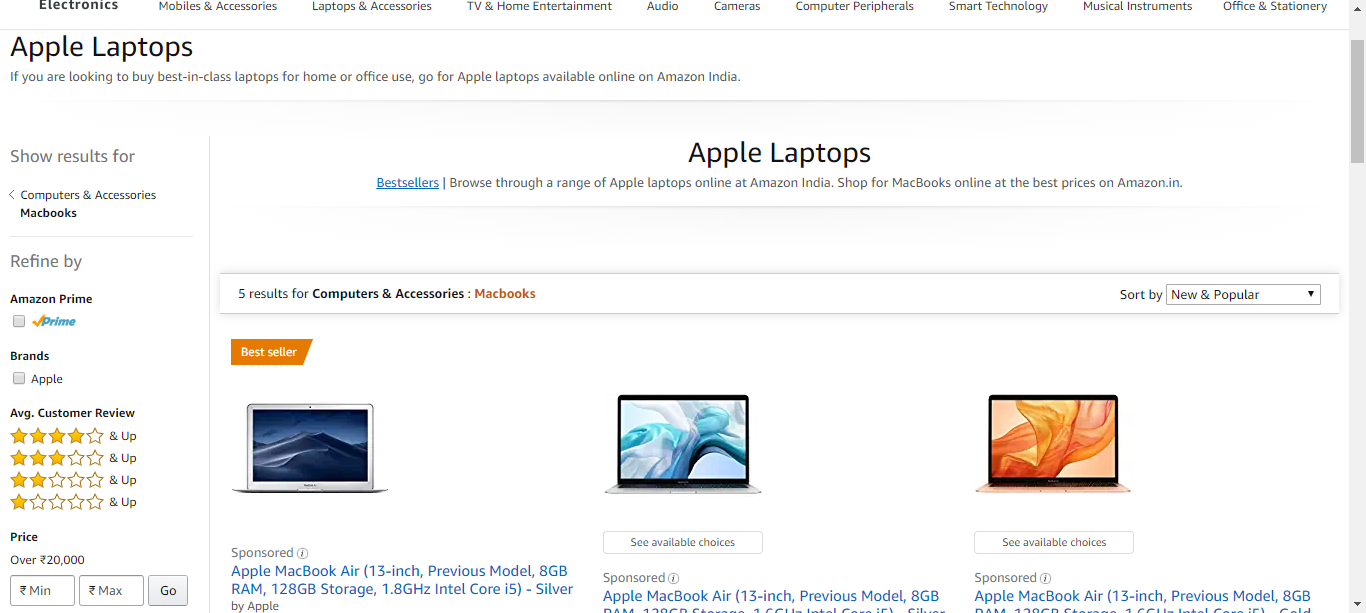 Electronics Mobiles & Accessories Laptops & Accessories TV & Home Entertainment Audio Cameras Computer Peripherals Smart Technology Musical Instruments Office & Stationery
Apple Laptops
If you are looking to buy best-in-class laptops for home or office use, go for Apple laptops available online on Amazon India.
Show results for
Computers & Accessories
Macbooks
Refine by
Amazon Prime
Prime
Brands
Apple
Avg. Customer Review
& Up
& Up
& Up
& Up
Price
Over ₹20,000
₹ Min ₹ Max Go
Apple Laptops
Bestsellers | Browse through a range of Apple laptops online at Amazon India. Shop for MacBooks online at the best prices on Amazon.in.
5 results for Computers & Accessories : Macbooks
Sort by New & Popular
Best seller
Sponsored
Apple MacBook Air (13-inch, Previous Model, 8GB
RAM, 128GB Storage, 1.8GHz Intel Core i5) - Silver
by Apple
See available choices
Sponsored
Apple MacBook Air (13-inch, Previous Model, 8GB
RAM, 128GB Storage, 1.6GHz Intel Core i5) - Silver
See available choices
Sponsored
Apple MacBook Air (13-inch, Previous Model, 8GB
RAM, 128GB Storage, 1.6GHz Intel Core i5) - Gold